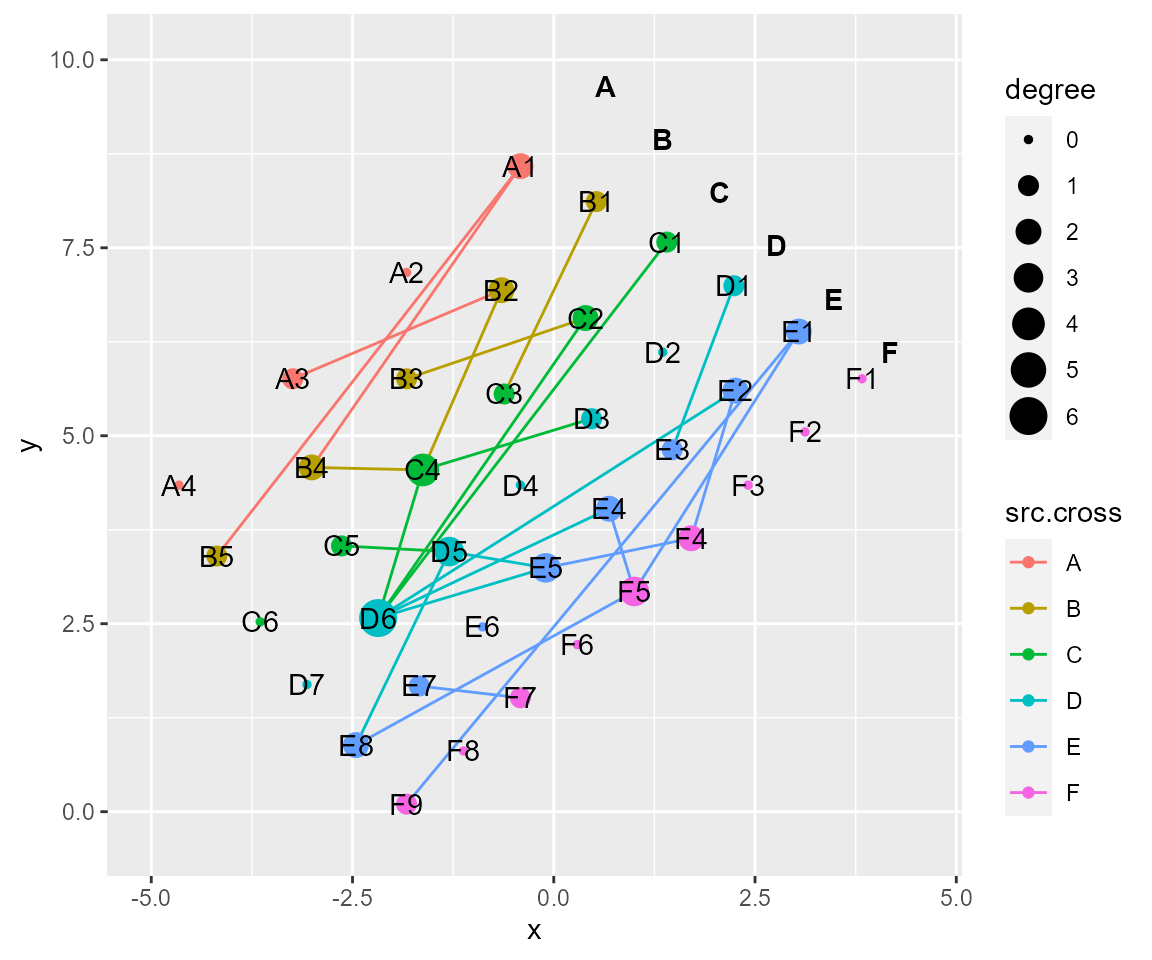 10.0
A
degree
B
0
A1
1
B1
C
2
C1
D
7.5
A2
D1
3
B2
E
C2
E1
4
D2
F
A3
B3
F1
5
C3
E2
D3
6
5.0
F2
E3
B4
C4
A4
D4
F3
E4
src.cross
C5
D5
F4
A
B5
E5
F5
B
2.5
C6
D6
E6
F6
C
D7
E7
F7
D
E8
F8
E
0.0
F9
F
y
-5.0 -2.5 0.0 2.5 5.0
x